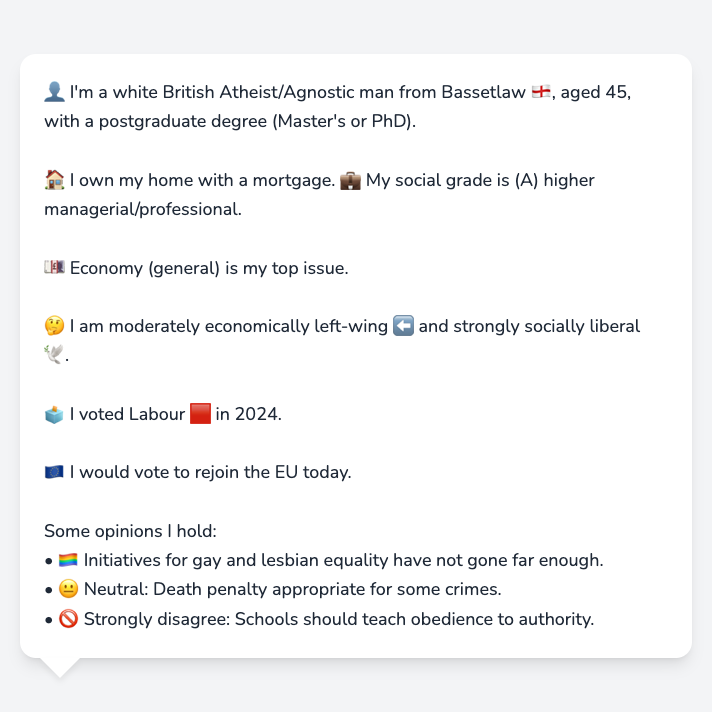 👤 I'm a white British Atheist/Agnostic man from Bassetlaw 🏴󠁧󠁢󠁥󠁮󠁧󠁿, aged 45,
with a postgraduate degree (Master's or PhD).
🏠 I own my home with a mortgage. 💼 My social grade is (A) higher
managerial/professional.
💷 Economy (general) is my top issue.
🤔 I am moderately economically left-wing ⬅️ and strongly socially liberal
🕊️.
🗳️ I voted Labour 🟥 in 2024.
🇪🇺 I would vote to rejoin the EU today.
Some opinions I hold:
• 🏳️‍🌈 Initiatives for gay and lesbian equality have not gone far enough.
• 😐 Neutral: Death penalty appropriate for some crimes.
• 🚫 Strongly disagree: Schools should teach obedience to authority.